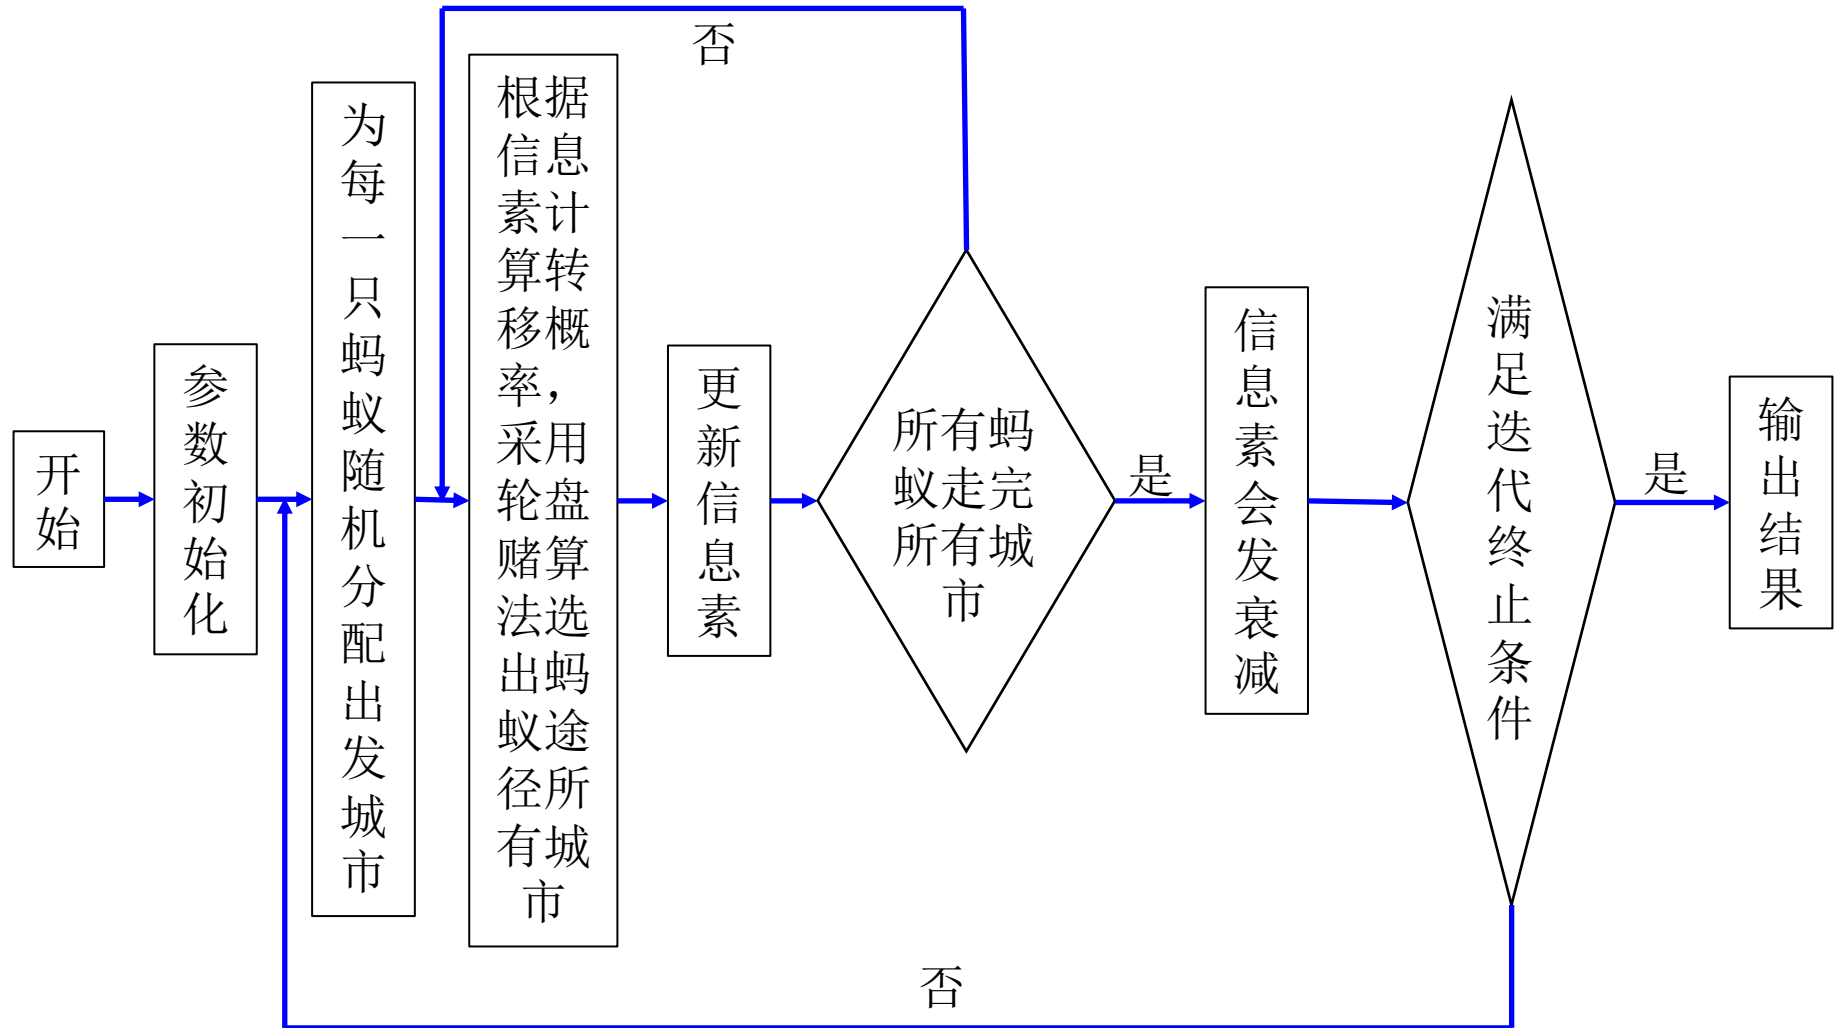 否
开
始
参
数
初
始
化
为
每
一
只
蚂
蚁
随
机
分
配
出
发
城
市
根据
信息
素计
算转
移概
率，
采用
轮盘
赌算
法选
出蚂
蚁途
径所
有城
市
更
新
信
息
素
所有蚂
蚁走完
所有城
市
是
信
息
素
会
发
衰
减
满
足
迭
代
终
止
条
件
是
输
出
结
果
否